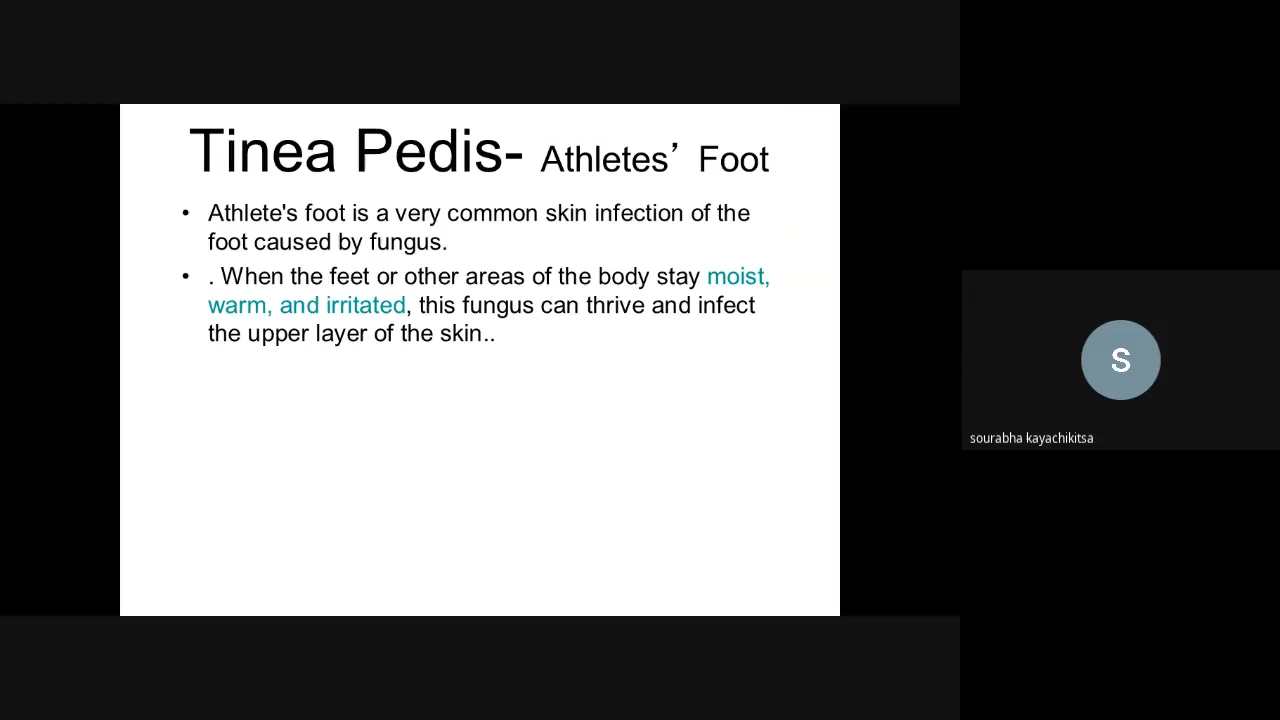 Tinea Pedis- Athletes’ Foot
• Athlete's foot is a very common skin infection of the
foot caused by fungus.
• . When the feet or other areas of the body stay moist,
warm, and irritated, this fungus can thrive and infect
the upper layer of the skin..
S
sourabha kayachikitsa